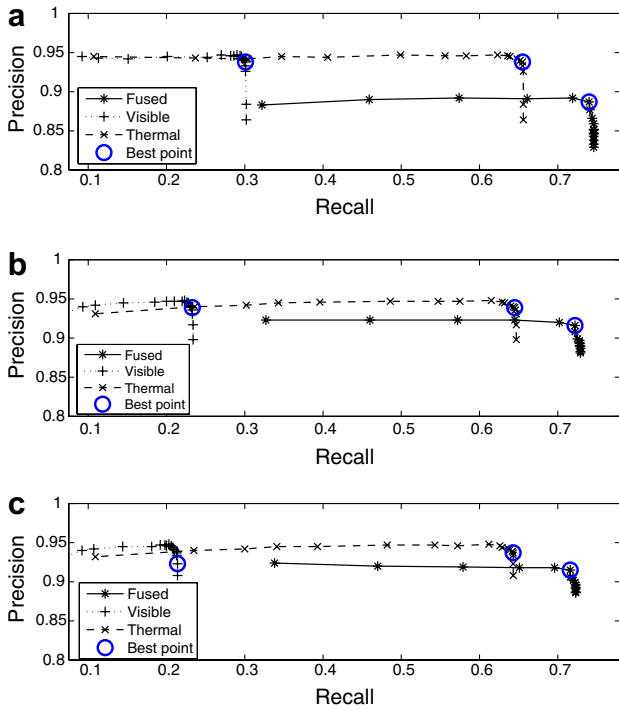 a
1
0.95
0.9
0.85
0.8
Precision
Fused
Visible
Thermal
Best point
0.1 0.2 0.3 0.4 0.5 0.6 0.7
Recall
b
1
0.95
0.9
0.85
0.8
Precision
Fused
Visible
Thermal
Best point
0.1 0.2 0.3 0.4 0.5 0.6 0.7
Recall
c
1
0.95
0.9
0.85
0.8
Precision
Fused
Visible
Thermal
Best point
0.1 0.2 0.3 0.4 0.5 0.6 0.7
Recall